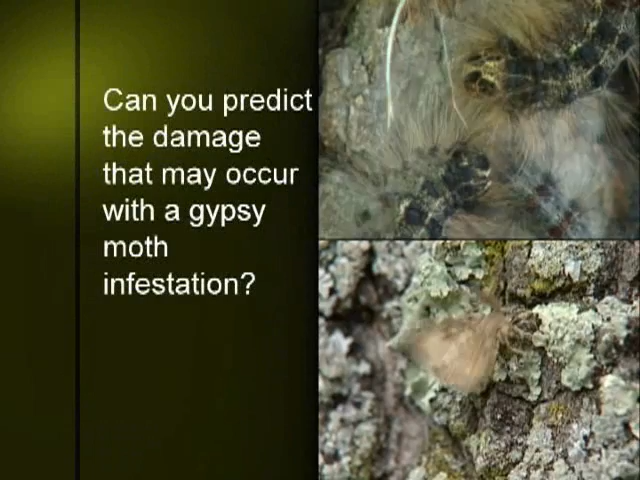 Can you predict
the damage
that may occur
with a gypsy
moth
infestation?